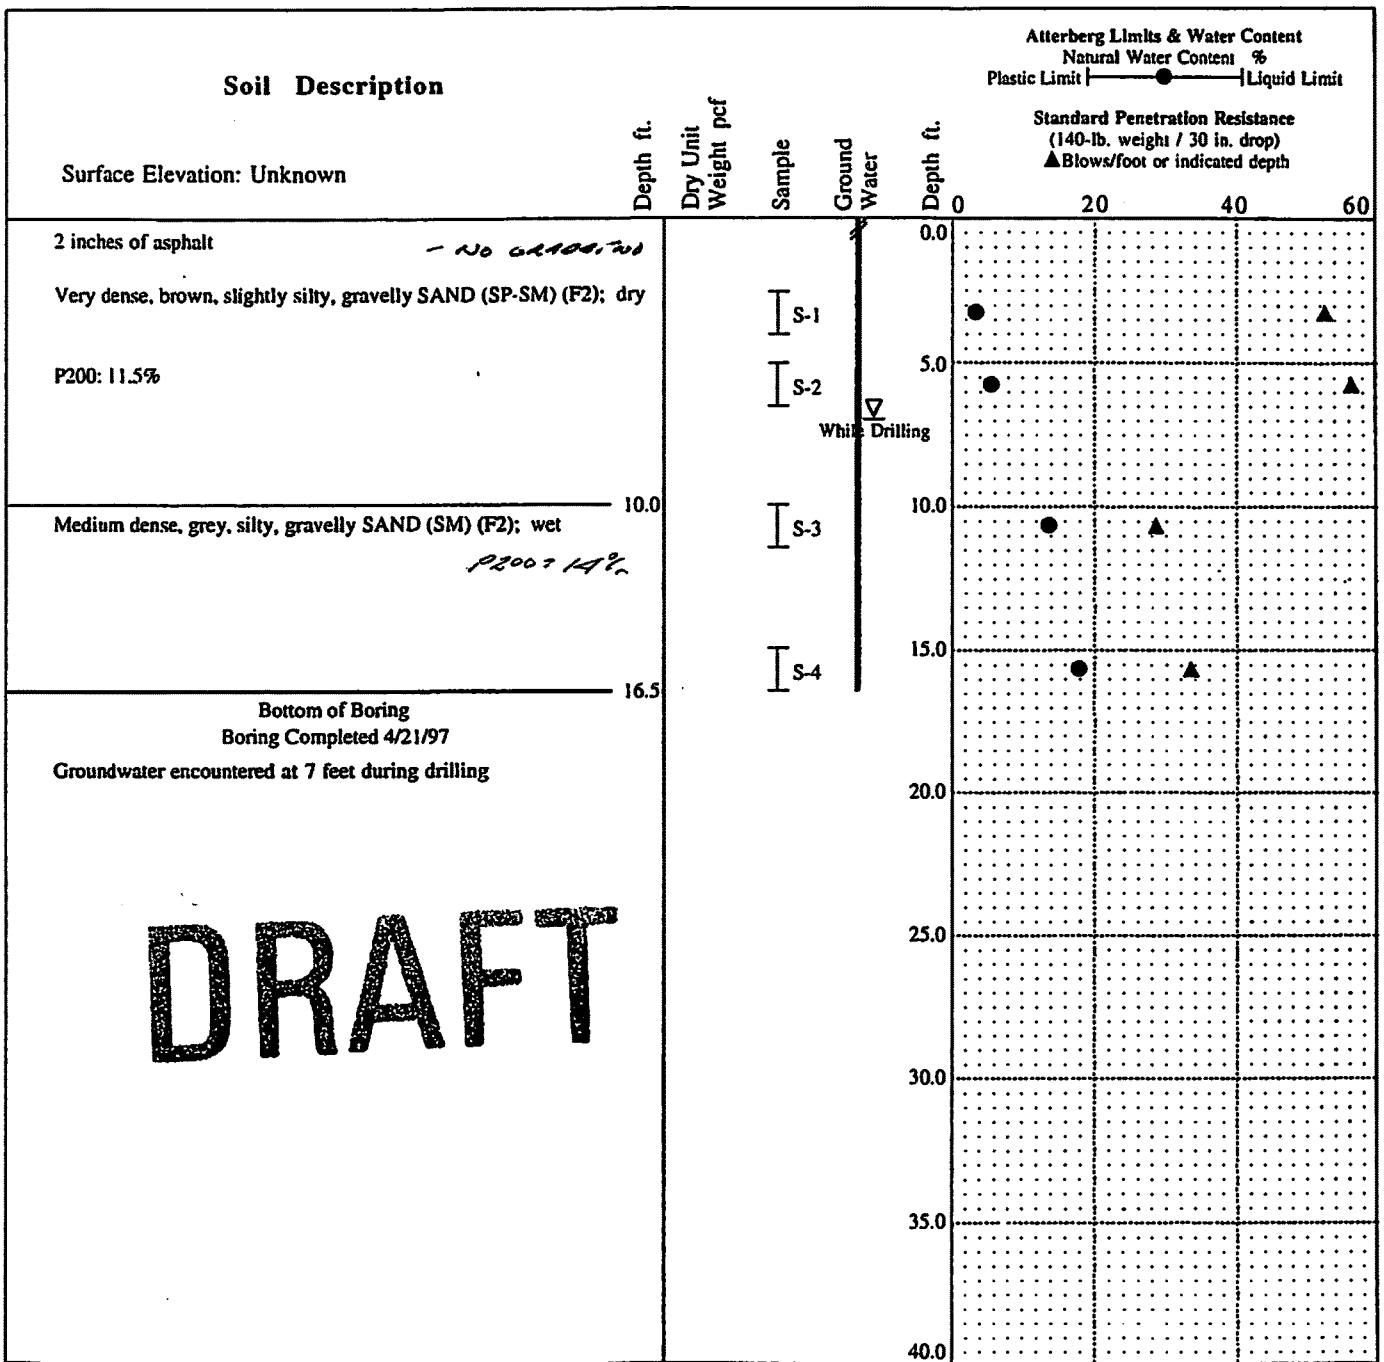 Atterberg Limits & Water Content
Natural Water Content %
Plastic Limit Liquid Limit
Standard Penetration Resistance
(140-lb. weight / 30 in. drop)
▲Blows/foot or indicated depth
Soil Description
Surface Elevation: Unknown
Depth ft.
Dry Unit
Weight pcf
Sample
Ground
Water
Depth ft.
0 20 40 60
2 inches of asphalt - NO
0.0
Very dense, brown, slightly silty, gravelly SAND (SP-SM) (F2); dry
S-1
5.0
P200: 11.5%
S-2
While Drilling
10.0
10.0
Medium dense, grey, silty, gravelly SAND (SM) (F2); wet
S-3
P200= 14%
15.0
S-4
16.5
Bottom of Boring
Boring Completed 4/21/97
Groundwater encountered at 7 feet during drilling
20.0
DRAFT
25.0
30.0
35.0
40.0